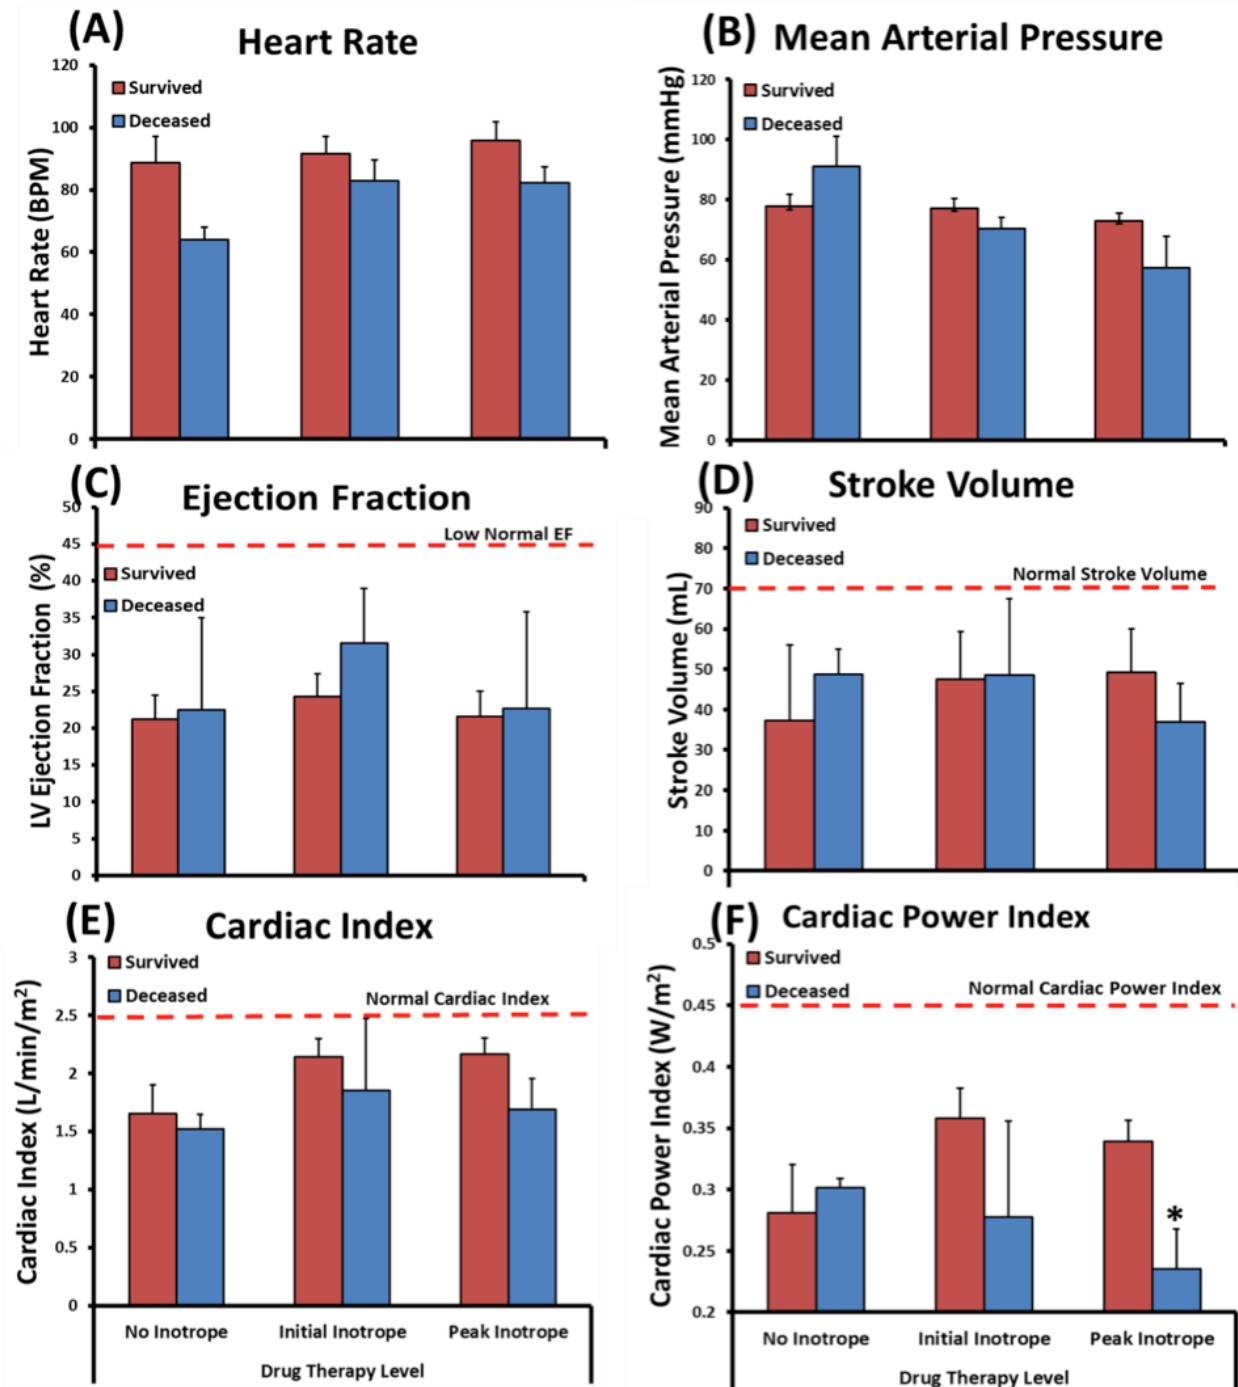 (A) Heart Rate
Heart Rate (BPM)
120
100
80
60
40
20
0
Survived
Deceased
(B) Mean Arterial Pressure
Mean Arterial Pressure (mmHg)
120
100
80
60
40
20
0
Survived
Deceased
(C) Ejection Fraction
LV Ejection Fraction (%)
50
45
40
35
30
25
20
15
10
5
0
Low Normal EF
Survived
Deceased
(D) Stroke Volume
Stroke Volume (mL)
90
80
70
60
50
40
30
20
10
0
Survived
Deceased
Normal Stroke Volume
(E) Cardiac Index
Cardiac Index (L/min/m²)
3
2.5
2
1.5
1
0.5
0
Survived
Deceased
Normal Cardiac Index
No Inotrope Initial Inotrope Peak Inotrope
Drug Therapy Level
(F) Cardiac Power Index
Cardiac Power Index (W/m²)
0.5
0.45
0.4
0.35
0.3
0.25
0.2
Survived
Deceased
Normal Cardiac Power Index
*
No Inotrope Initial Inotrope Peak Inotrope
Drug Therapy Level